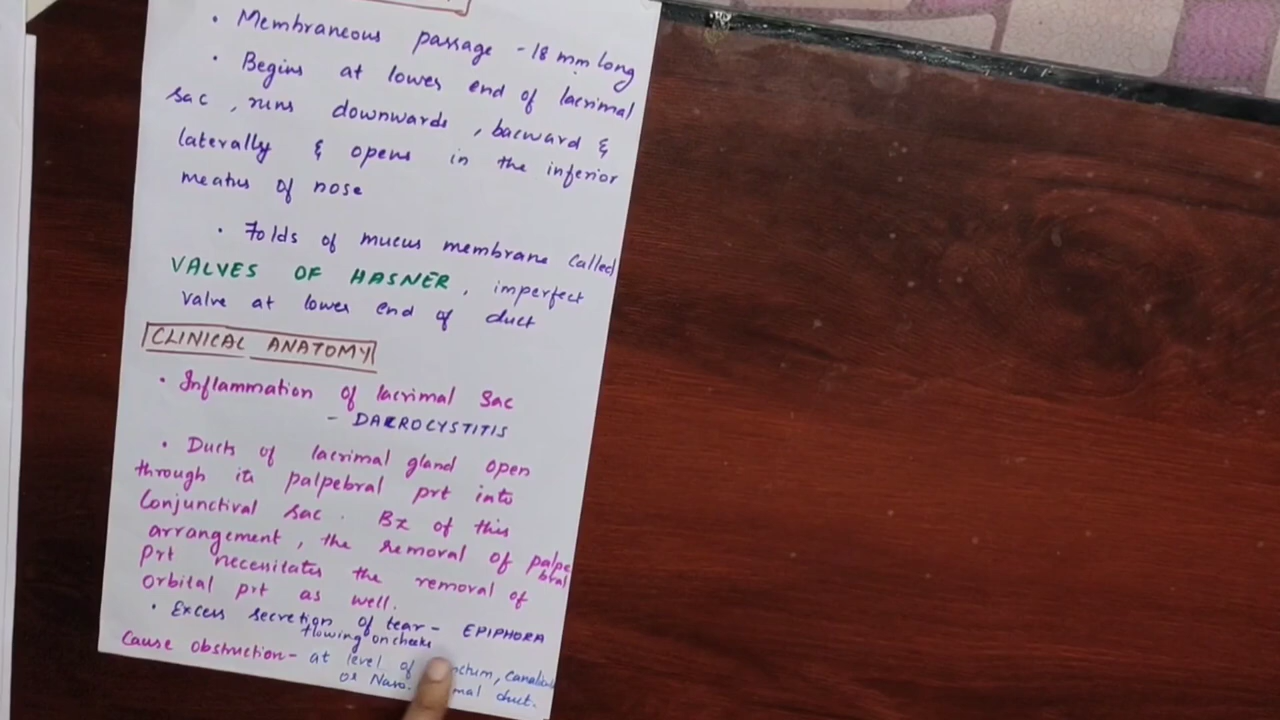 • Membraneous passage - 18 mm long
• Begins at lower end of lacrimal
sac, runs downwards, bacward &
laterally & opens in the inferior
meatus of nose
• Folds of mucus membrane called
VALVES OF HASNER, imperfect
valve at lower end of duct
CLINICAL ANATOMY
• Inflammation of lacrimal sac
- DACROCYSTITIS
• Ducts of lacrimal gland open
through its palpebral prt into
Conjunctival sac. Bz of this
arrangement, the removal of palpe
bral
prt necessitates the removal of
orbital prt as well.
• Excess secretion of tear - EPIPHORA
flowing on cheeks
Cause obstruction - at level of
or Naso. duct.